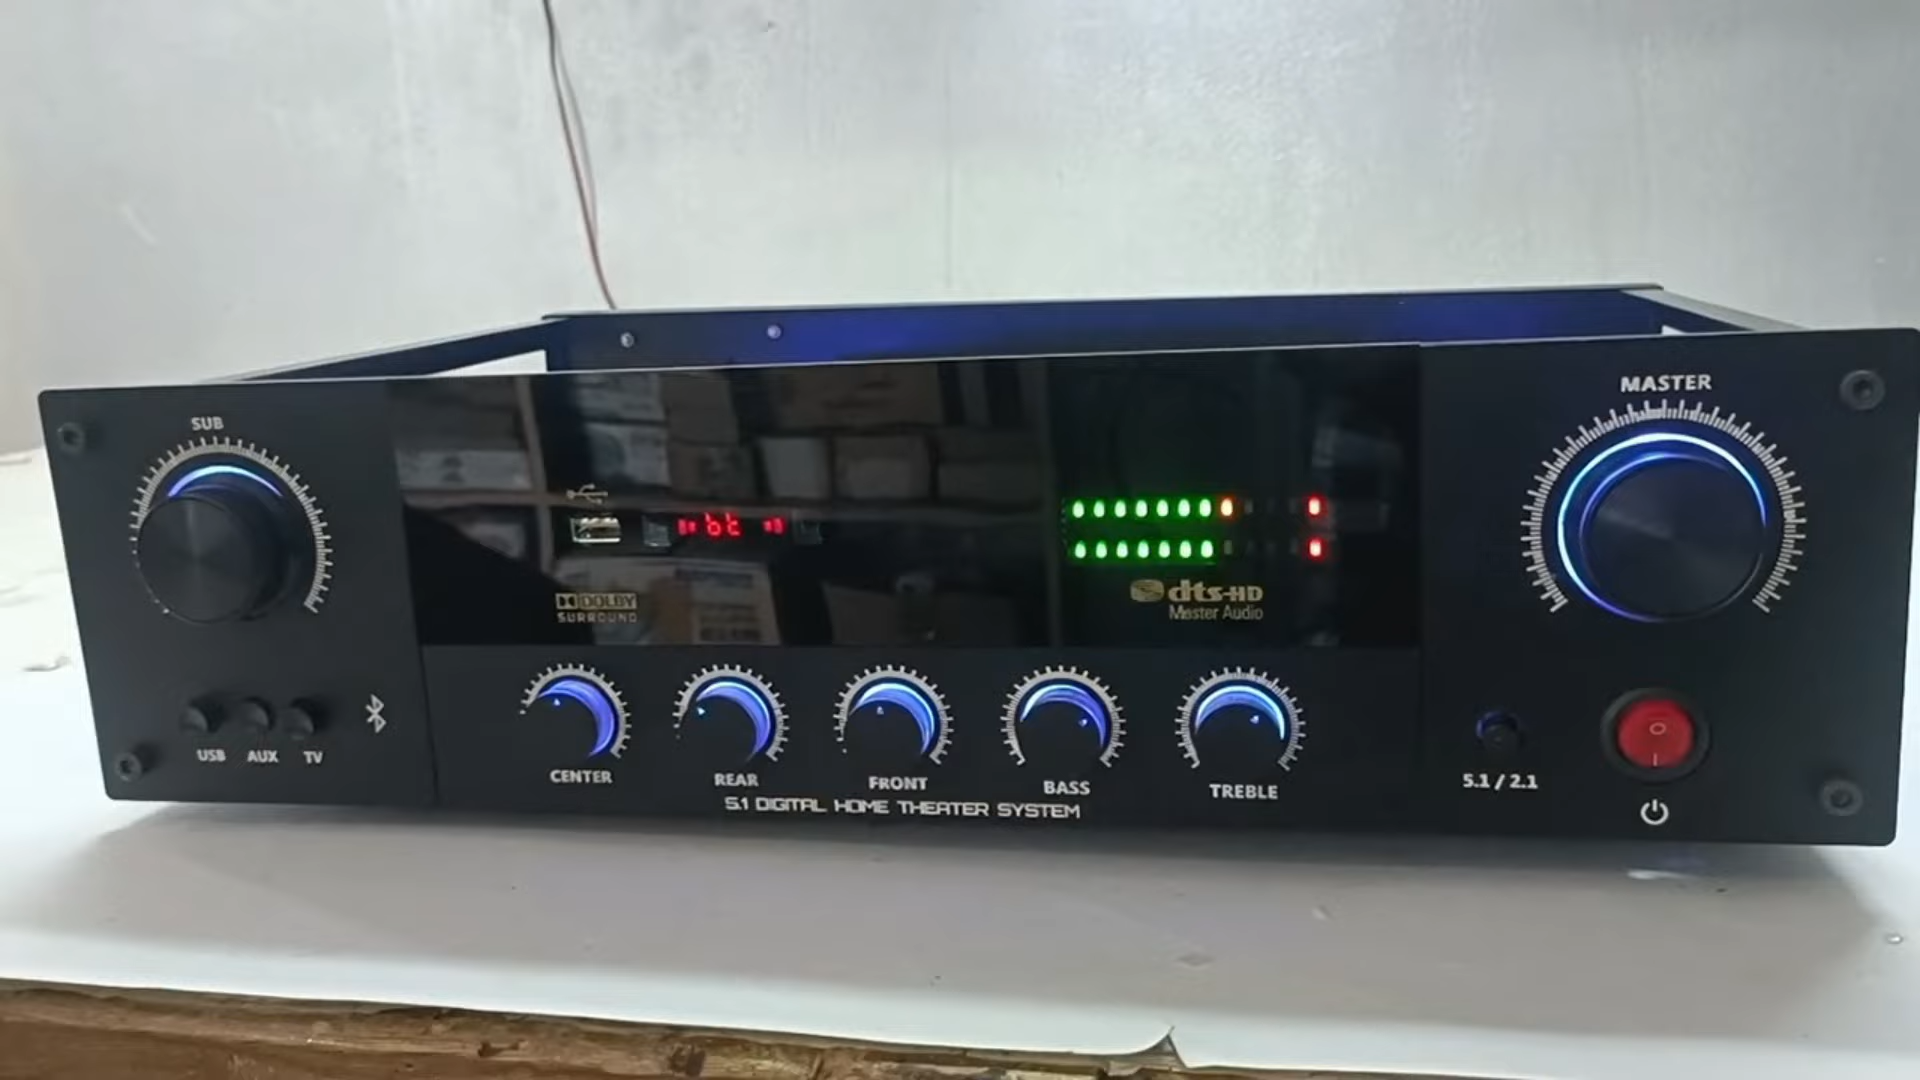 SUB
MASTER
bt
DOLBY
SURROUND
dts-HD
Master Audio
USB
AUX
TV
CENTER
REAR
FRONT
BASS
TREBLE
5.1 / 2.1
5.1 DIGITAL HOME THEATER SYSTEM